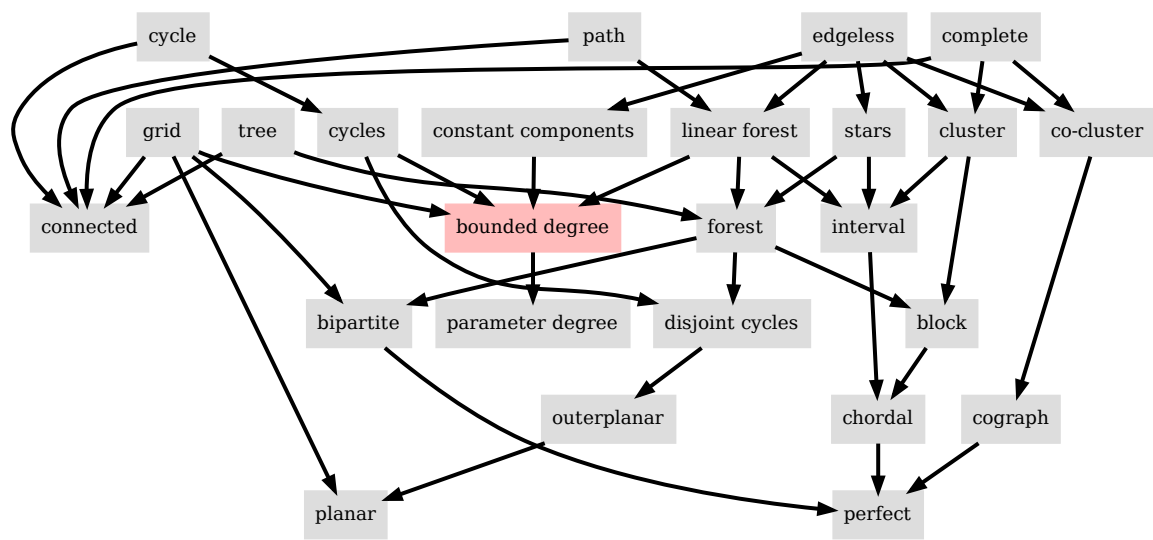 cycle
path
edgeless
complete
grid
tree
cycles
constant components
linear forest
stars
cluster
co-cluster
connected
bounded degree
forest
interval
bipartite
parameter degree
disjoint cycles
block
outerplanar
chordal
cograph
planar
perfect